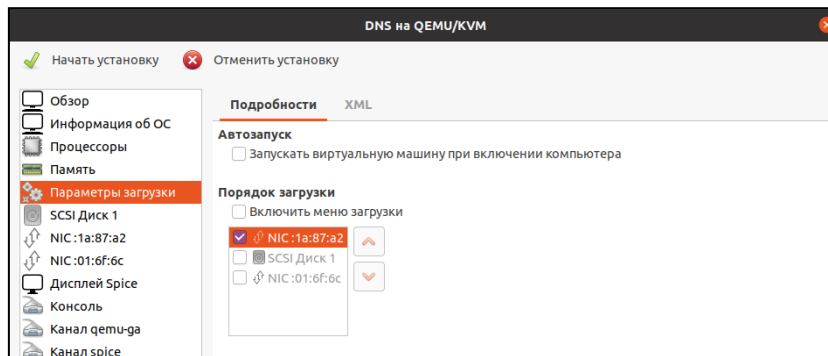 DNS на QEMU/KVM
Начать установку
Отменить установку
Обзор
Информация об ОС
Процессоры
Память
Параметры загрузки
SCSI Диск 1
NIC :1a:87:a2
NIC :01:6f:6c
Дисплей Spice
Консоль
Канал qemu-ga
Канал spice
Подробности
XML
Автозапуск
Запускать виртуальную машину при включении компьютера
Порядок загрузки
Включить меню загрузки
NIC :1a:87:a2
SCSI Диск 1
NIC :01:6f:6c